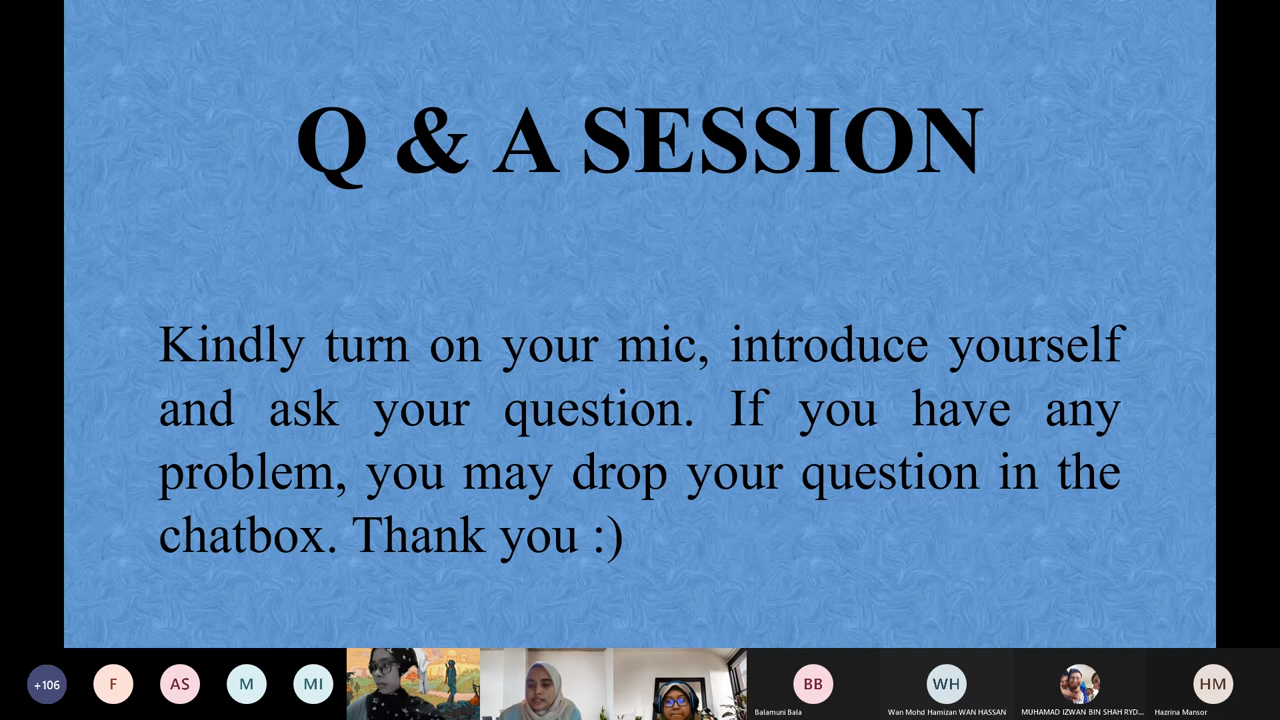 Q & A SESSION
Kindly turn on your mic, introduce yourself
and ask your question. If you have any
problem, you may drop your question in the
chatbox. Thank you :)
+106
F
AS
M
MI
BB
WH
HM
Balamuni Bala
Wan Mohd Hamizan WAN HASSAN
MUHAMAD IZWAN BIN SHAH RYD...
Hazrina Mansor